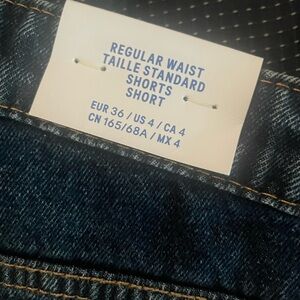 REGULAR WAIST
TAILLE STANDARD
SHORTS
SHORT
EUR 36 / US 4 / CA 4
CN 165/68A / MX 4